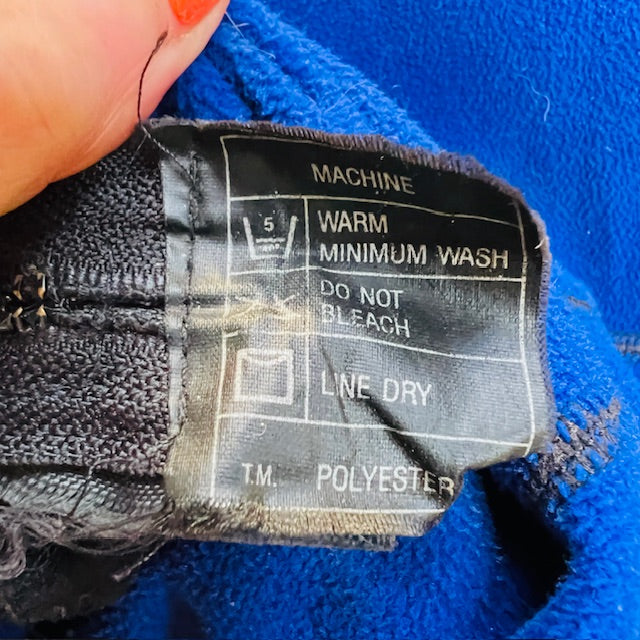 MACHINE
5
WARM
MINIMUM WASH
DO NOT
BLEACH
LINE DRY
T.M. POLYESTER